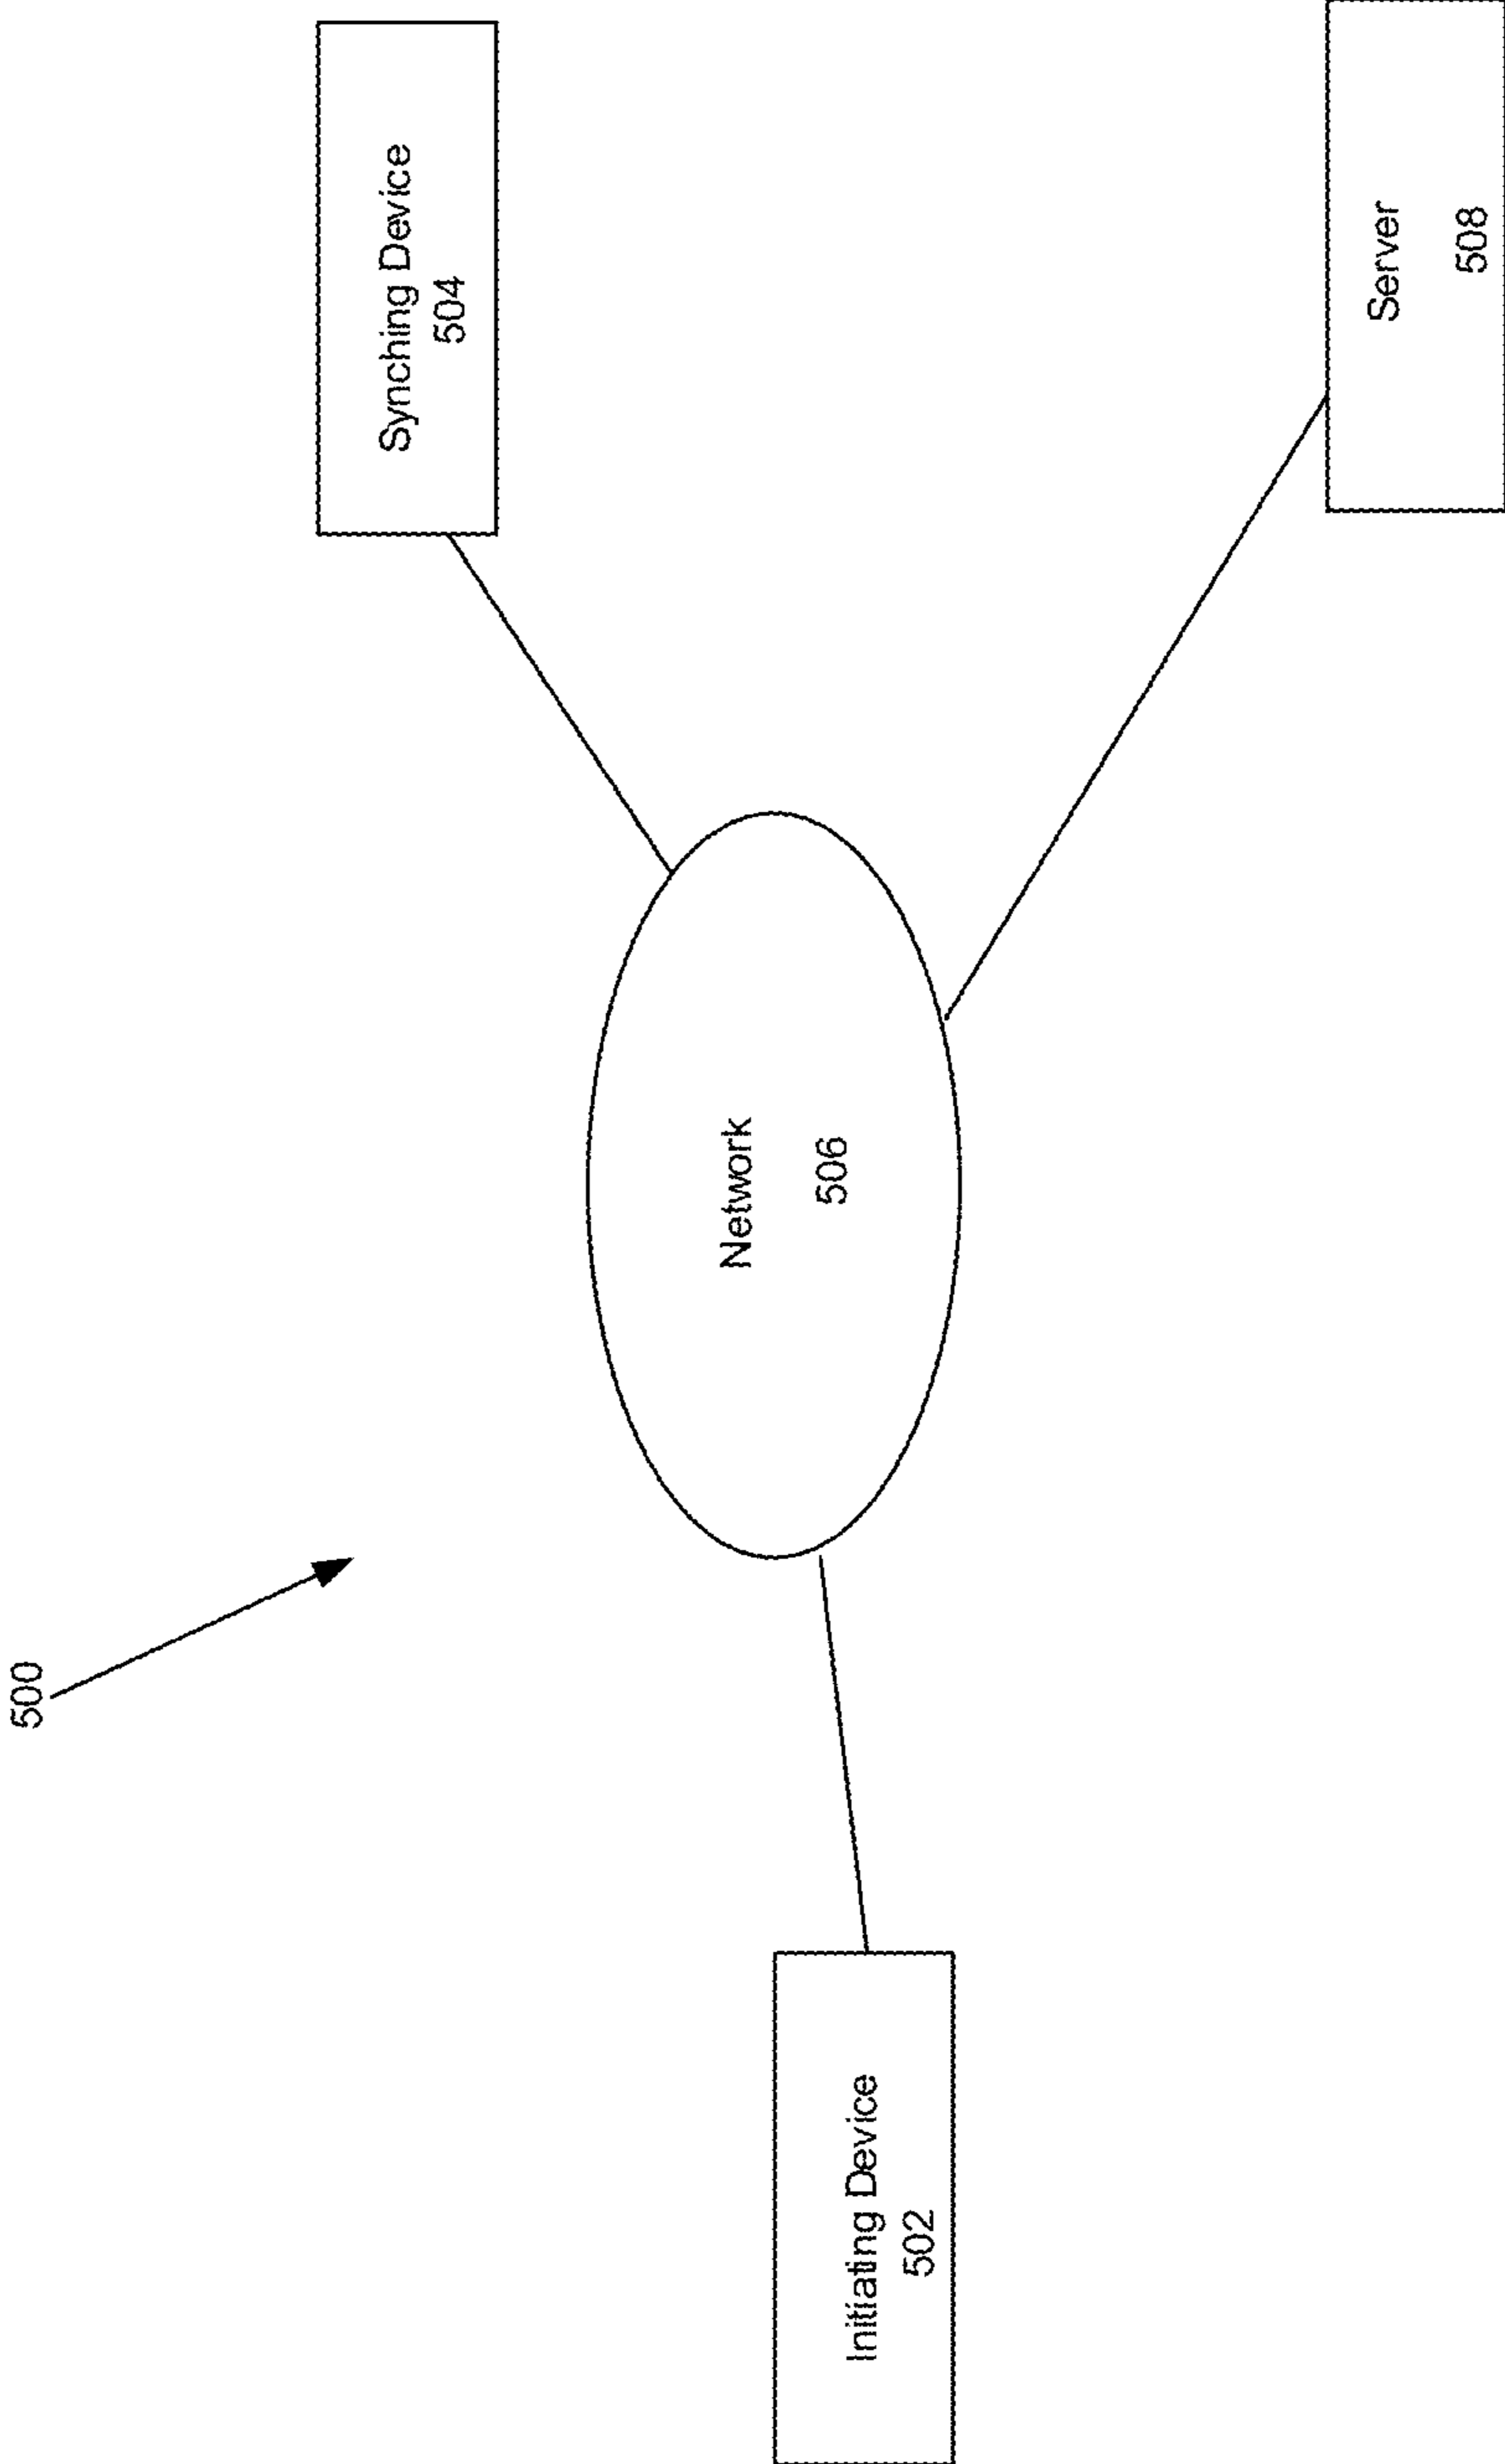 500
Synching Device
504
Network
506
Initiating Device
502
Server
508